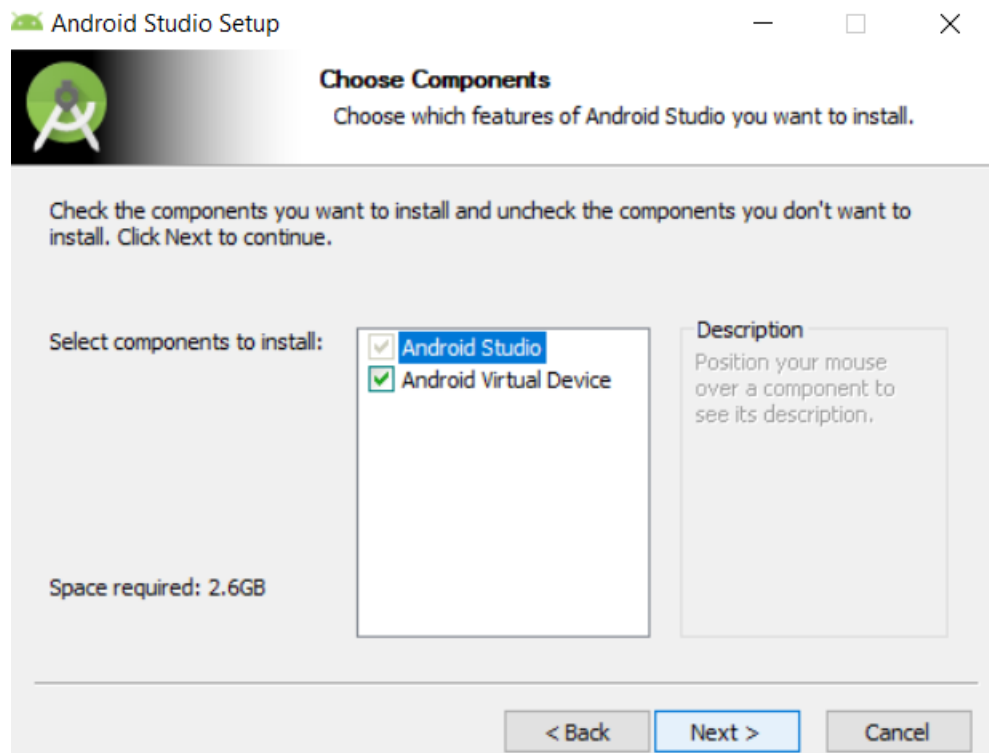 Android Studio Setup
Choose Components
Choose which features of Android Studio you want to install.
Check the components you want to install and uncheck the components you don't want to
install. Click Next to continue.
Select components to install:
Android Studio
Android Virtual Device
Description
Position your mouse
over a component to
see its description.
Space required: 2.6GB
< Back
Next >
Cancel